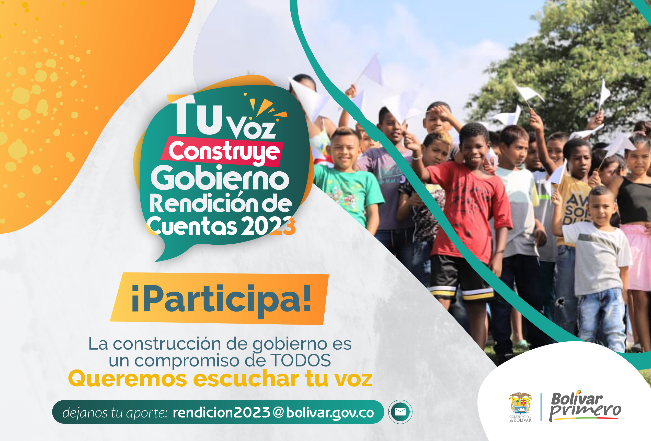 Tu Voz
Construye
Gobierno
Rendición de
Cuentas 2023
¡Participa!
La construcción de gobierno es
un compromiso de TODOS
Queremos escuchar tu voz
dejanos tu aporte: rendicion2023@bolivar.gov.co
Bolívar
primero